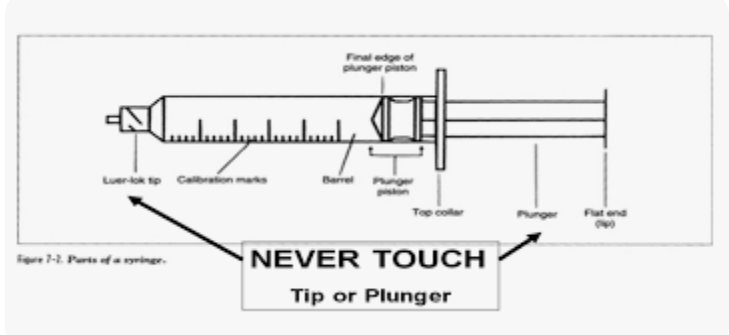 Final edge of
plunger piston
Luer-lok tip
Calibration marks
Barrel
Plunger
piston
Top collar
Plunger
Flat end
(lip)
Figure 7-2. Parts of a syringe.
NEVER TOUCH
Tip or Plunger